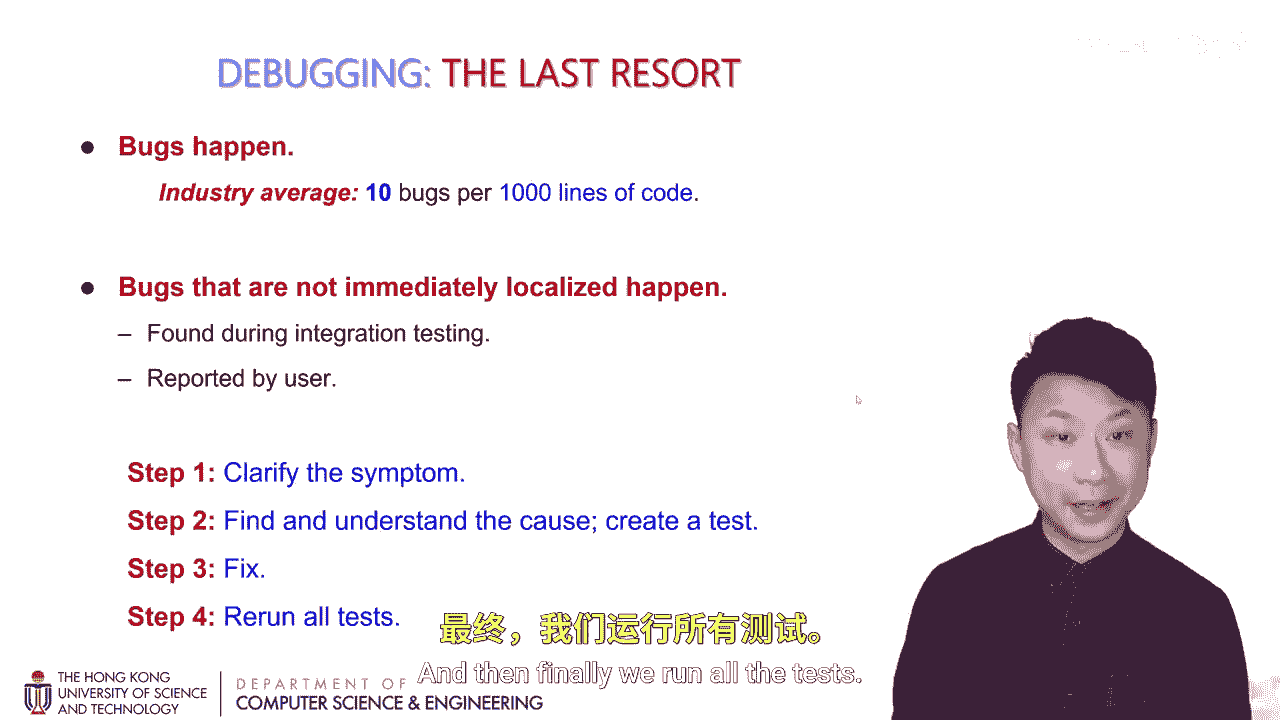 DEBUGGING: THE LAST RESORT
● Bugs happen.
Industry average: 10 bugs per 1000 lines of code.
● Bugs that are not immediately localized happen.
– Found during integration testing.
– Reported by user.
Step 1: Clarify the symptom.
Step 2: Find and understand the cause; create a test.
Step 3: Fix.
Step 4: Rerun all tests.
最终，我们运行所有测试。
And then finally we run all the tests.
THE HONG KONG
UNIVERSITY OF SCIENCE
AND TECHNOLOGY
DEPARTMENT OF
COMPUTER SCIENCE & ENGINEERING